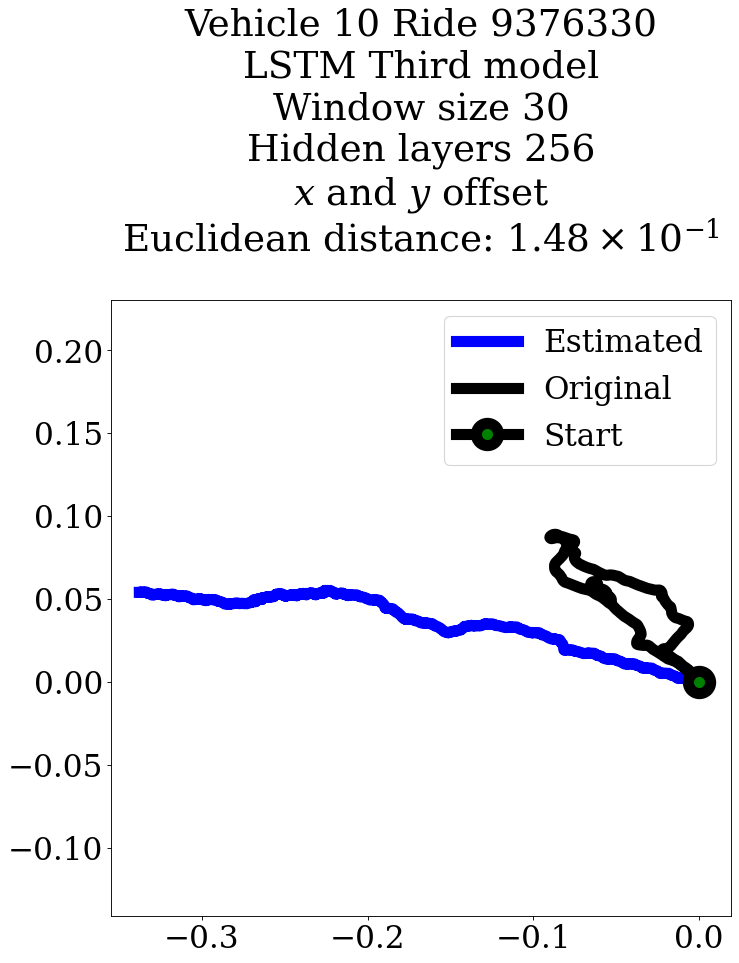 Vehicle 10 Ride 9376330
LSTM Third model
Window size 30
Hidden layers 256
x and y offset
Euclidean distance: 1.48 × 10⁻¹
Estimated
Original
Start
0.20
0.15
0.10
0.05
0.00
−0.05
−0.10
−0.3 −0.2 −0.1 0.0